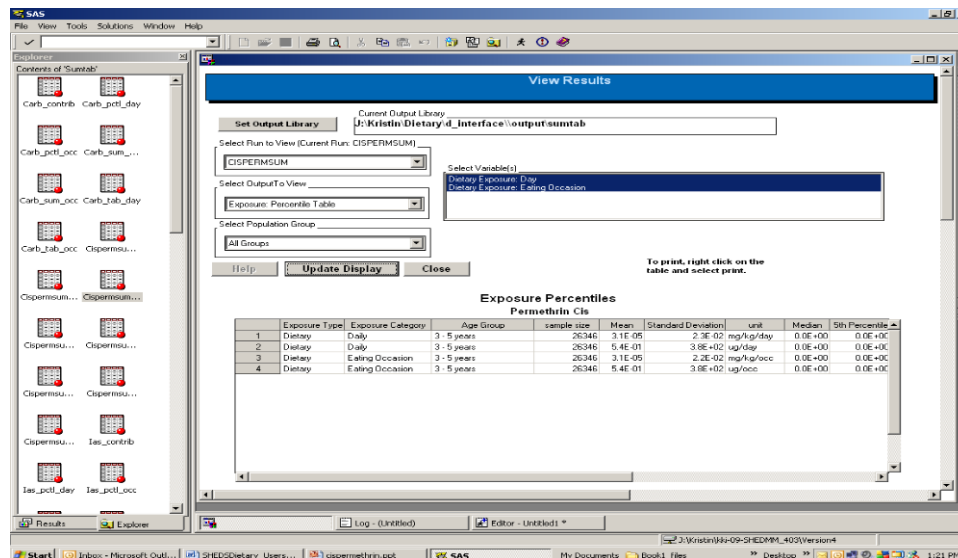 SAS
File View Tools Solutions Window Help
Explorer
Contents of 'Sumtab'
Carb_contrib Carb_pctl_day
Carb_pctl_occ Carb_sum_...
Carb_sum_occ Carb_tab_day
Carb_tab_occ Cispermsu...
Cispermsum... Cispermsum...
Cispermsu... Cispermsu...
Cispermsu... Cispermsu...
Cispermsu... Ias_contrib
Ias_pctl_day Ias_pctl_occ
Results Explorer
View Results
Set Output Library
Current Output Library
J:\Kristin\Dietary\d_interface\\output\sumtab
Select Run to View (Current Run: CISPERMSUM)
CISPERMSUM
Select OutputTo View
Exposure: Percentile Table
Select Population Group
All Groups
Select Variable(s)
Dietary Exposure: Day
Dietary Exposure: Eating Occasion
Help Update Display Close
To print, right click on the
table and select print.
Exposure Percentiles
Permethrin Cis
Exposure Type Exposure Category Age Group sample size Mean Standard Deviation unit Median 5th Percentile
1 Dietary Daily 3 - 5 years 26346 3.1E-05 2.3E-02 mg/kg/day 0.0E+00 0.0E+00
2 Dietary Daily 3 - 5 years 26346 5.4E-01 3.8E+02 ug/day 0.0E+00 0.0E+00
3 Dietary Eating Occasion 3 - 5 years 26346 3.1E-05 2.2E-02 mg/kg/occ 0.0E+00 0.0E+00
4 Dietary Eating Occasion 3 - 5 years 26346 5.4E-01 3.8E+02 ug/occ 0.0E+00 0.0E+00
Log - (Untitled) Editor - Untitled1 *
J:\Kristin\kki-09-SHEDMM_403\Version4
Start Inbox - Microsoft Outl... SHEDSDietary_Users... cispermethrin.ppt SAS My Documents Book1_files Desktop 1:21 PM